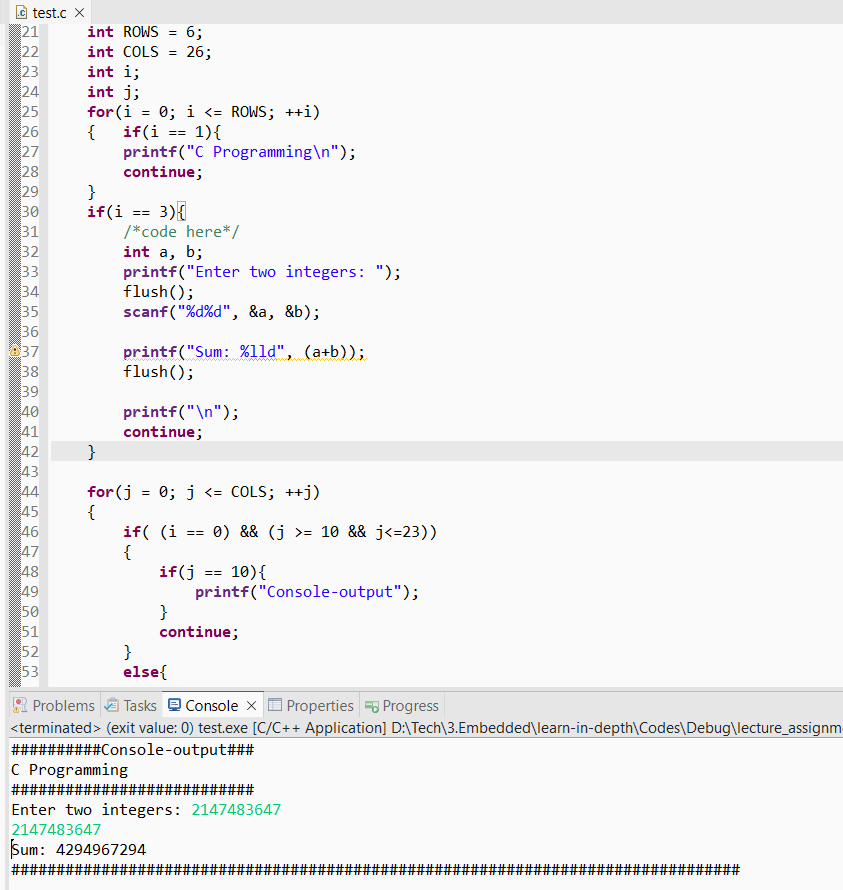 test.c
21 int ROWS = 6;
22 int COLS = 26;
23 int i;
24 int j;
25 for(i = 0; i <= ROWS; ++i)
26 {   if(i == 1){
27 printf("C Programming\n");
28 continue;
29 }
30 if(i == 3){
31 /*code here*/
32 int a, b;
33 printf("Enter two integers: ");
34 flush();
35 scanf("%d%d", &a, &b);
36
37 printf("Sum: %lld", (a+b));
38 flush();
39
40 printf("\n");
41 continue;
42 }
43
44 for(j = 0; j <= COLS; ++j)
45 {
46 if( (i == 0) && (j >= 10 && j<=23))
47 {
48 if(j == 10){
49 printf("Console-output");
50 }
51 continue;
52 }
53 else{
Problems Tasks Console Properties Progress
<terminated> (exit value: 0) test.exe [C/C++ Application] D:\Tech\3.Embedded\learn-in-depth\Codes\Debug\lecture_assignm
##########Console-output###
C Programming
###########################
Enter two integers: 2147483647
2147483647
Sum: 4294967294
#################################################################################